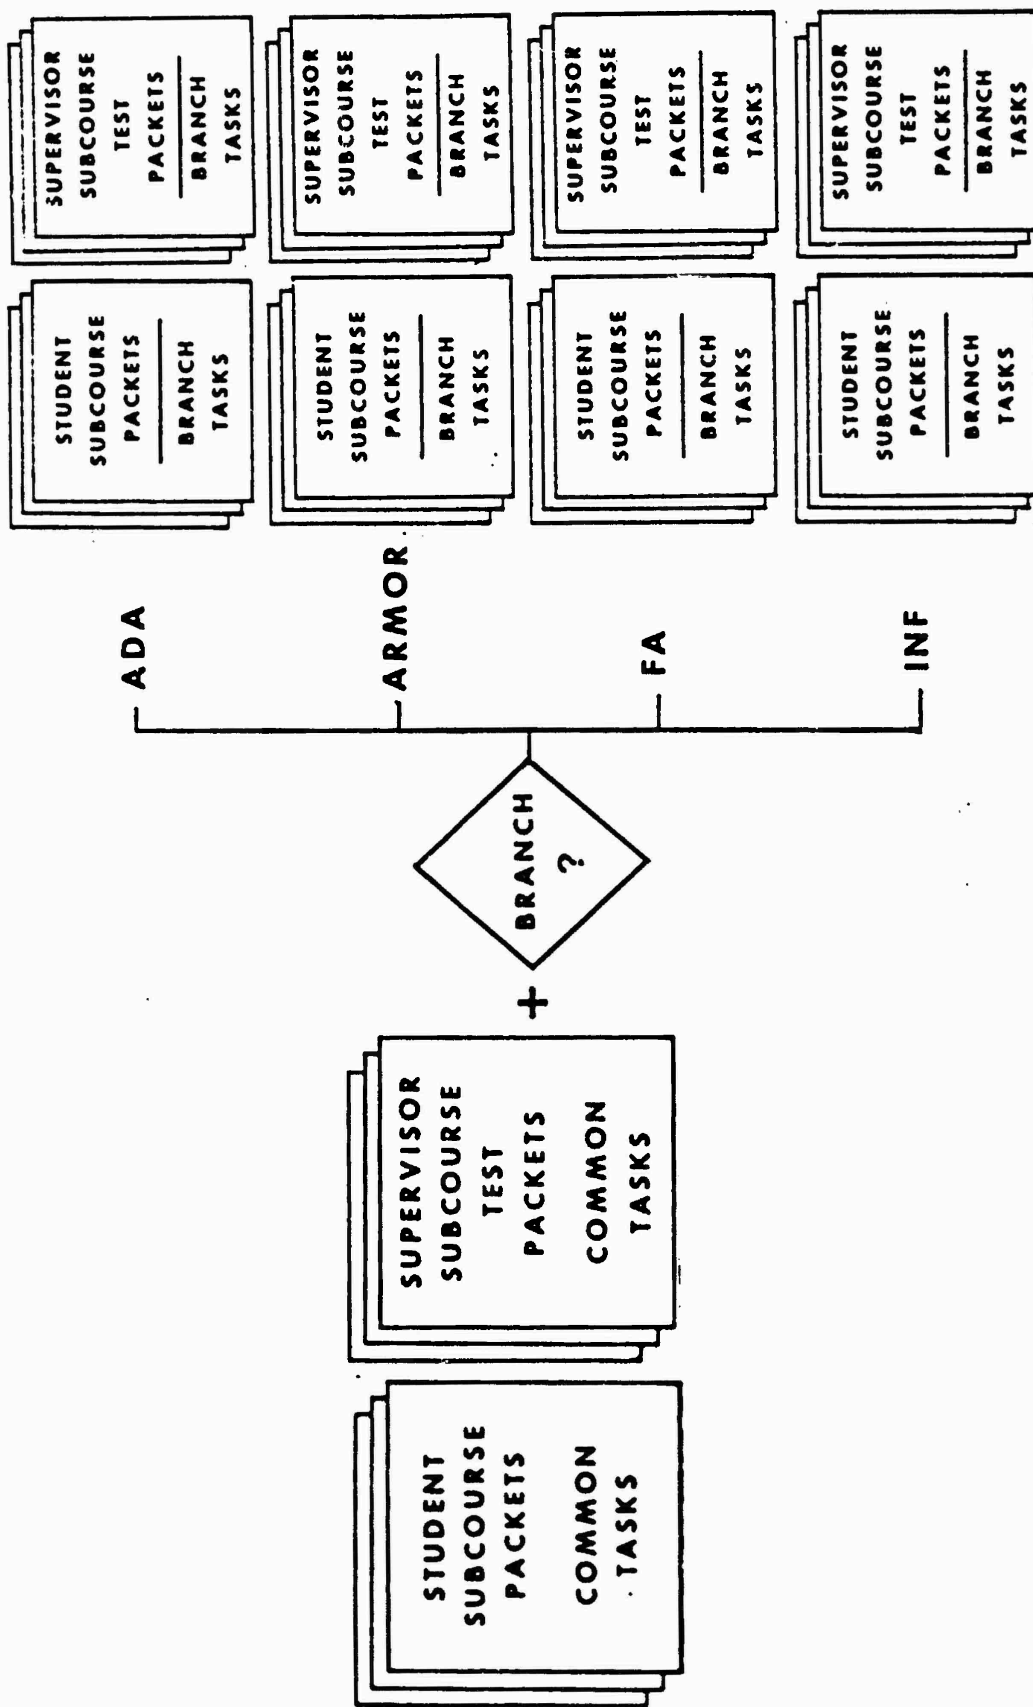 STUDENT
SUBCOURSE
PACKETS
COMMON
TASKS
SUPERVISOR
SUBCOURSE
TEST
PACKETS
COMMON
TASKS
+
BRANCH
?
ADA
STUDENT
SUBCOURSE
PACKETS
BRANCH
TASKS
SUPERVISOR
SUBCOURSE
TEST
PACKETS
BRANCH
TASKS
ARMOR
STUDENT
SUBCOURSE
PACKETS
BRANCH
TASKS
SUPERVISOR
SUBCOURSE
TEST
PACKETS
BRANCH
TASKS
FA
STUDENT
SUBCOURSE
PACKETS
BRANCH
TASKS
SUPERVISOR
SUBCOURSE
TEST
PACKETS
BRANCH
TASKS
INF
STUDENT
SUBCOURSE
PACKETS
BRANCH
TASKS
SUPERVISOR
SUBCOURSE
TEST
PACKETS
BRANCH
TASKS